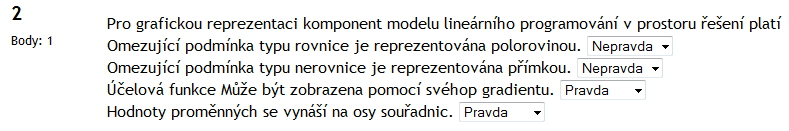 2
Body: 1
Pro grafickou reprezentaci komponent modelu lineárního programování v prostoru řešení platí
Omezující podmínka typu rovnice je reprezentována polorovinou. Nepravda
Omezující podmínka typu nerovnice je reprezentována přímkou. Nepravda
Účelová funkce Může být zobrazena pomocí svéhop gradientu. Pravda
Hodnoty proměnných se vynáší na osy souřadnic. Pravda